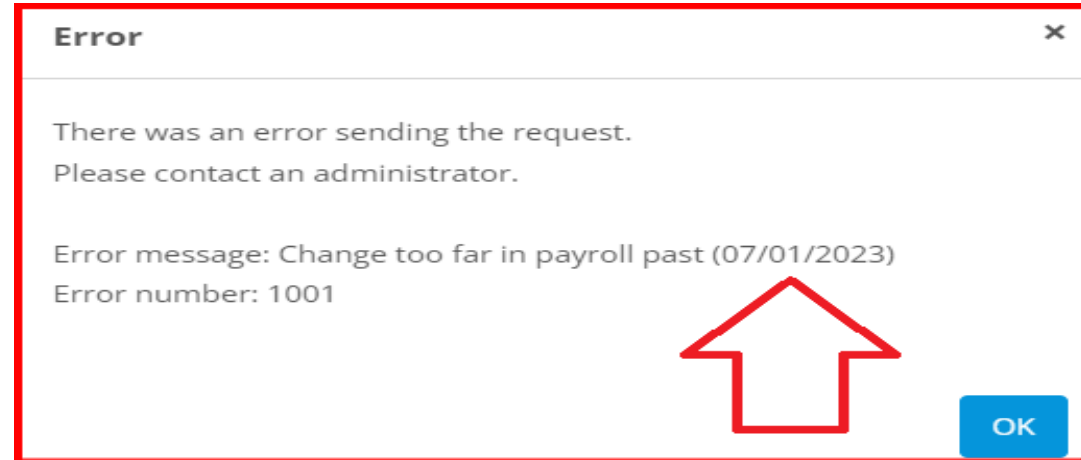 Error ×
There was an error sending the request.
Please contact an administrator.
Error message: Change too far in payroll past (07/01/2023)
Error number: 1001
OK